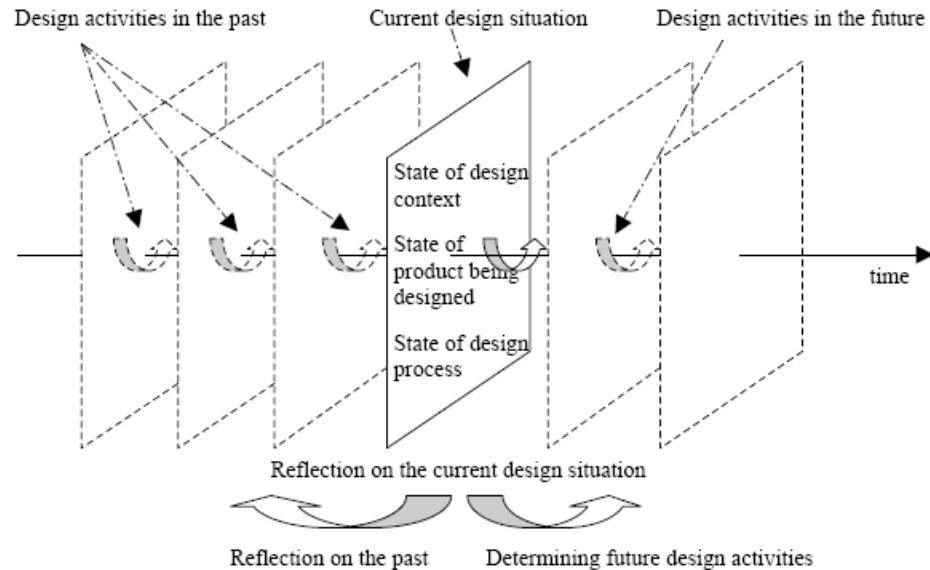 Design activities in the past
Current design situation
Design activities in the future
State of design
context
State of
product being
designed
State of design
process
time
Reflection on the current design situation
Reflection on the past
Determining future design activities